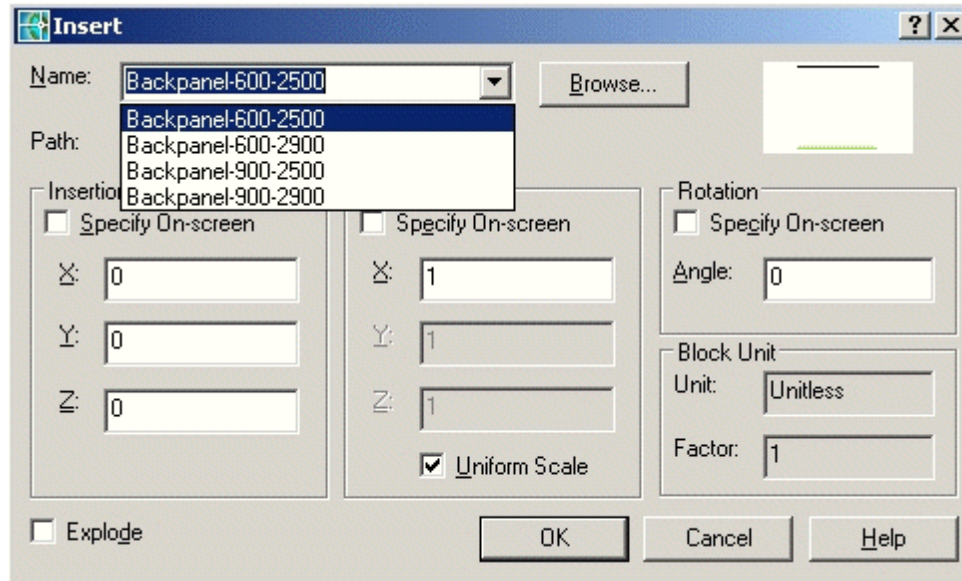 Insert
Name:
Backpanel-600-2500
Browse...
Backpanel-600-2500
Backpanel-600-2900
Backpanel-900-2500
Backpanel-900-2900
Path:
Insertio
Specify On-screen
X: 0
Y: 0
Z: 0
Specify On-screen
X: 1
Y: 1
Z: 1
Uniform Scale
Rotation
Specify On-screen
Angle: 0
Block Unit
Unit: Unitless
Factor: 1
Explode
OK
Cancel
Help